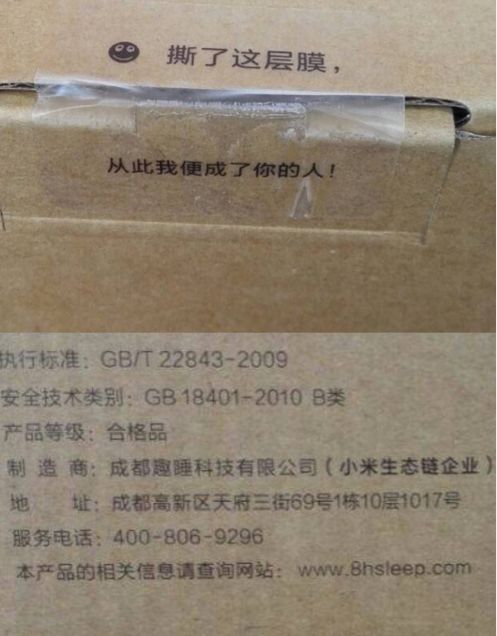 撕了这层膜，
从此我便成了你的人！
执行标准：GB/T 22843-2009
安全技术类别：GB 18401-2010 B类
产品等级：合格品
制 造 商：成都趣睡科技有限公司（小米生态链企业）
地 址：成都高新区天府三街69号1栋10层1017号
服务电话：400-806-9296
本产品的相关信息请查询网站：www.8hsleep.com